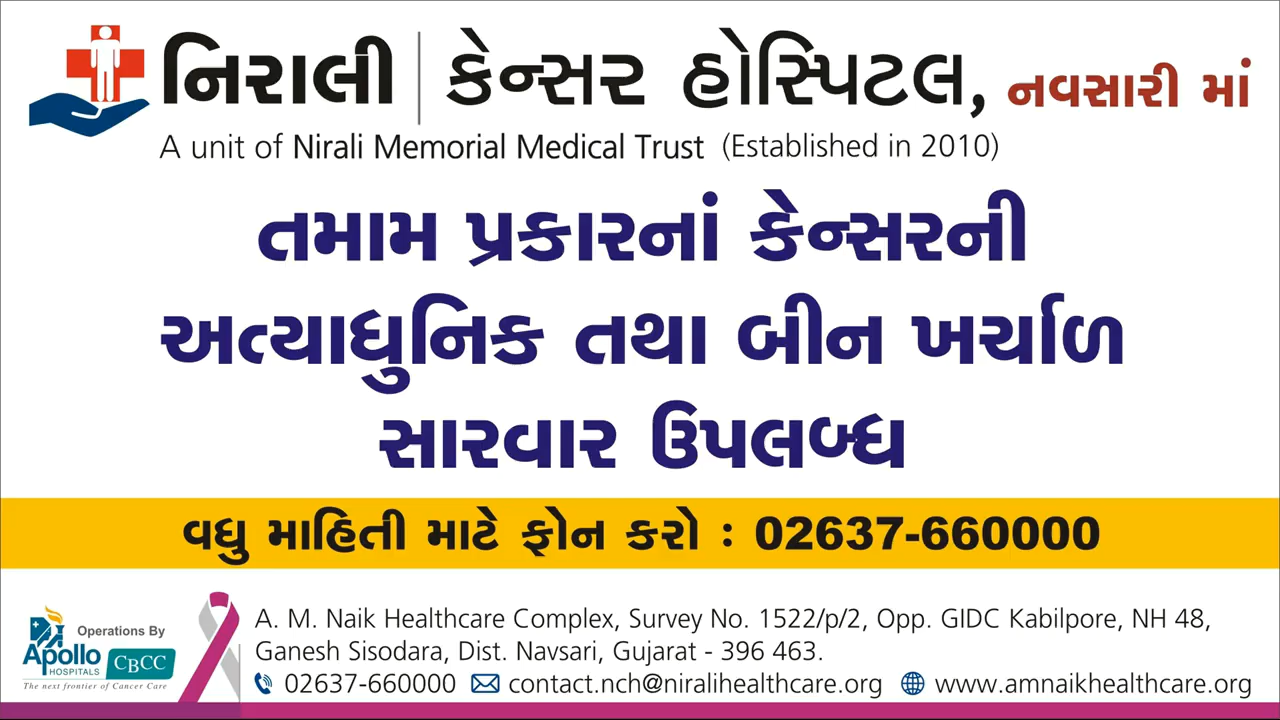 નિરાલી | કેન્સર હોસ્પિટલ, નવસારી માં
A unit of Nirali Memorial Medical Trust (Established in 2010)
તમામ પ્રકારનાં કેન્સરની
અત્યાધુનિક તથા બીન ખર્ચાળ
સારવાર ઉપલબ્ધ
વધુ માહિતી માટે ફોન કરો : 02637-660000
Operations By
Apollo
HOSPITALS
CBCC
The next frontier of Cancer Care
A. M. Naik Healthcare Complex, Survey No. 1522/p/2, Opp. GIDC Kabilpore, NH 48,
Ganesh Sisodara, Dist. Navsari, Gujarat - 396 463.
02637-660000 contact.nch@niralihealthcare.org www.amnaikhealthcare.org